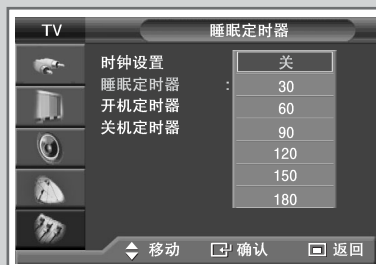 TV 睡眠定时器
时钟设置 关
睡眠定时器 : 30
开机定时器 60
关机定时器 90
120
150
180
移动 确认 返回